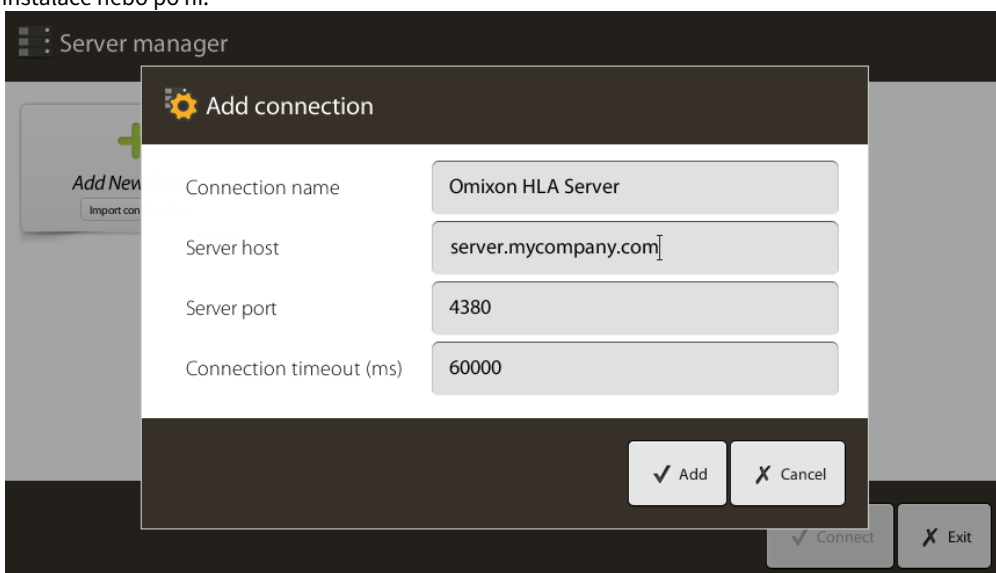 instalace nebo po ní.
Server manager
Add connection
Add New
Import con
Connection name
Omixon HLA Server
Server host
server.mycompany.com
Server port
4380
Connection timeout (ms)
60000
Add
Cancel
Connect
Exit